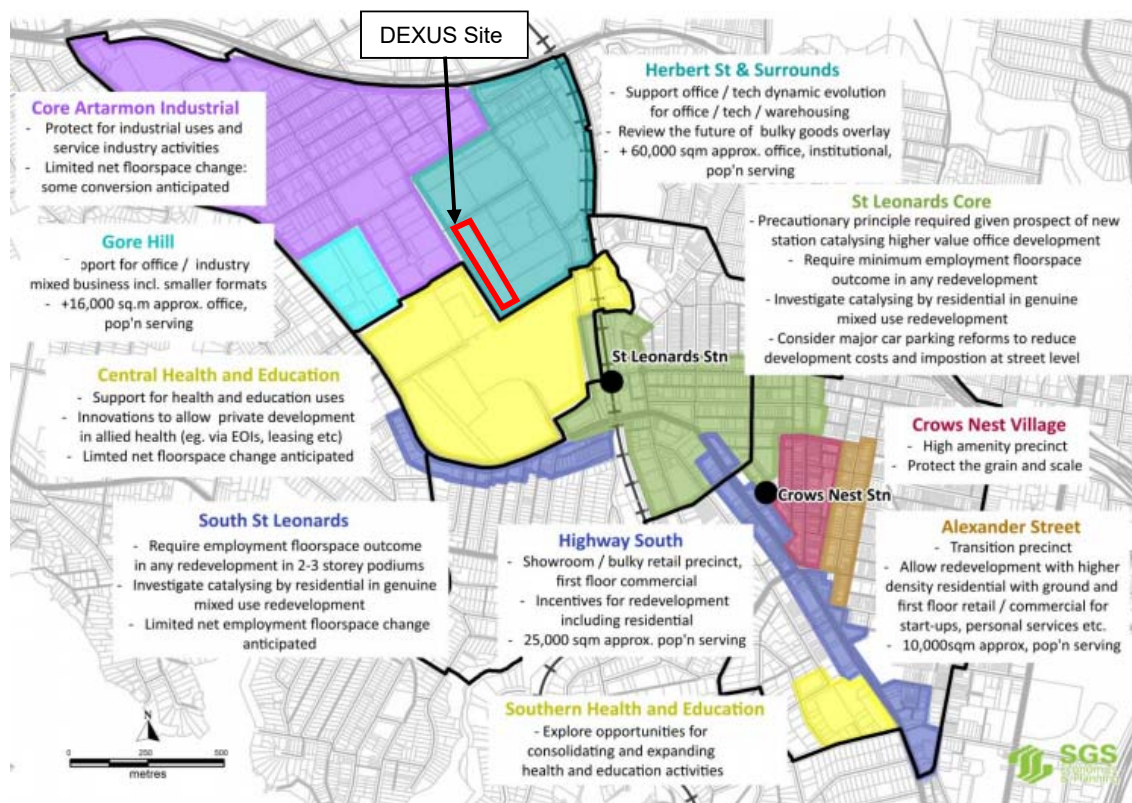 DEXUS Site
Core Artarmon Industrial
- Protect for industrial uses and
service industry activities
- Limited net floorspace change:
some conversion anticipated
Herbert St & Surrounds
- Support office / tech dynamic evolution
for office / tech / warehousing
- Review the future of bulky goods overlay
- + 60,000 sqm approx. office, institutional,
pop'n serving
St Leonards Core
- Precautionary principle required given prospect of new
station catalysing higher value office development
- Require minimum employment floorspace
outcome in any redevelopment
- Investigate catalysing by residential in genuine
mixed use redevelopment
- Consider major car parking reforms to reduce
development costs and impostion at street level
Gore Hill
pport for office / industry
mixed business incl. smaller formats
- +16,000 sq.m approx. office,
pop'n serving
Central Health and Education
- Support for health and education uses
- Innovations to allow private development
in allied health (eg. via EOIs, leasing etc)
- Limted net floorspace change anticipated
St Leonards Stn
Crows Nest Village
- High amenity precinct
- Protect the grain and scale
Crows Nest Stn
South St Leonards
- Require employment floorspace outcome
in any redevelopment in 2-3 storey podiums
- Investigate catalysing by residential in genuine
mixed use redevelopment
- Limited net employment floorspace change
anticipated
Highway South
- Showroom / bulky retail precinct,
first floor commercial
- Incentives for redevelopment
including residential
- 25,000 sqm approx. pop'n serving
Alexander Street
- Transition precinct
- Allow redevelopment with higher
density residential with ground and
first floor retail / commercial for
start-ups, personal services etc.
- 10,000sqm approx, pop'n serving
Southern Health and Education
- Explore opportunities for
consolidating and expanding
health and education activities
N
0 250 500
metres
SGS